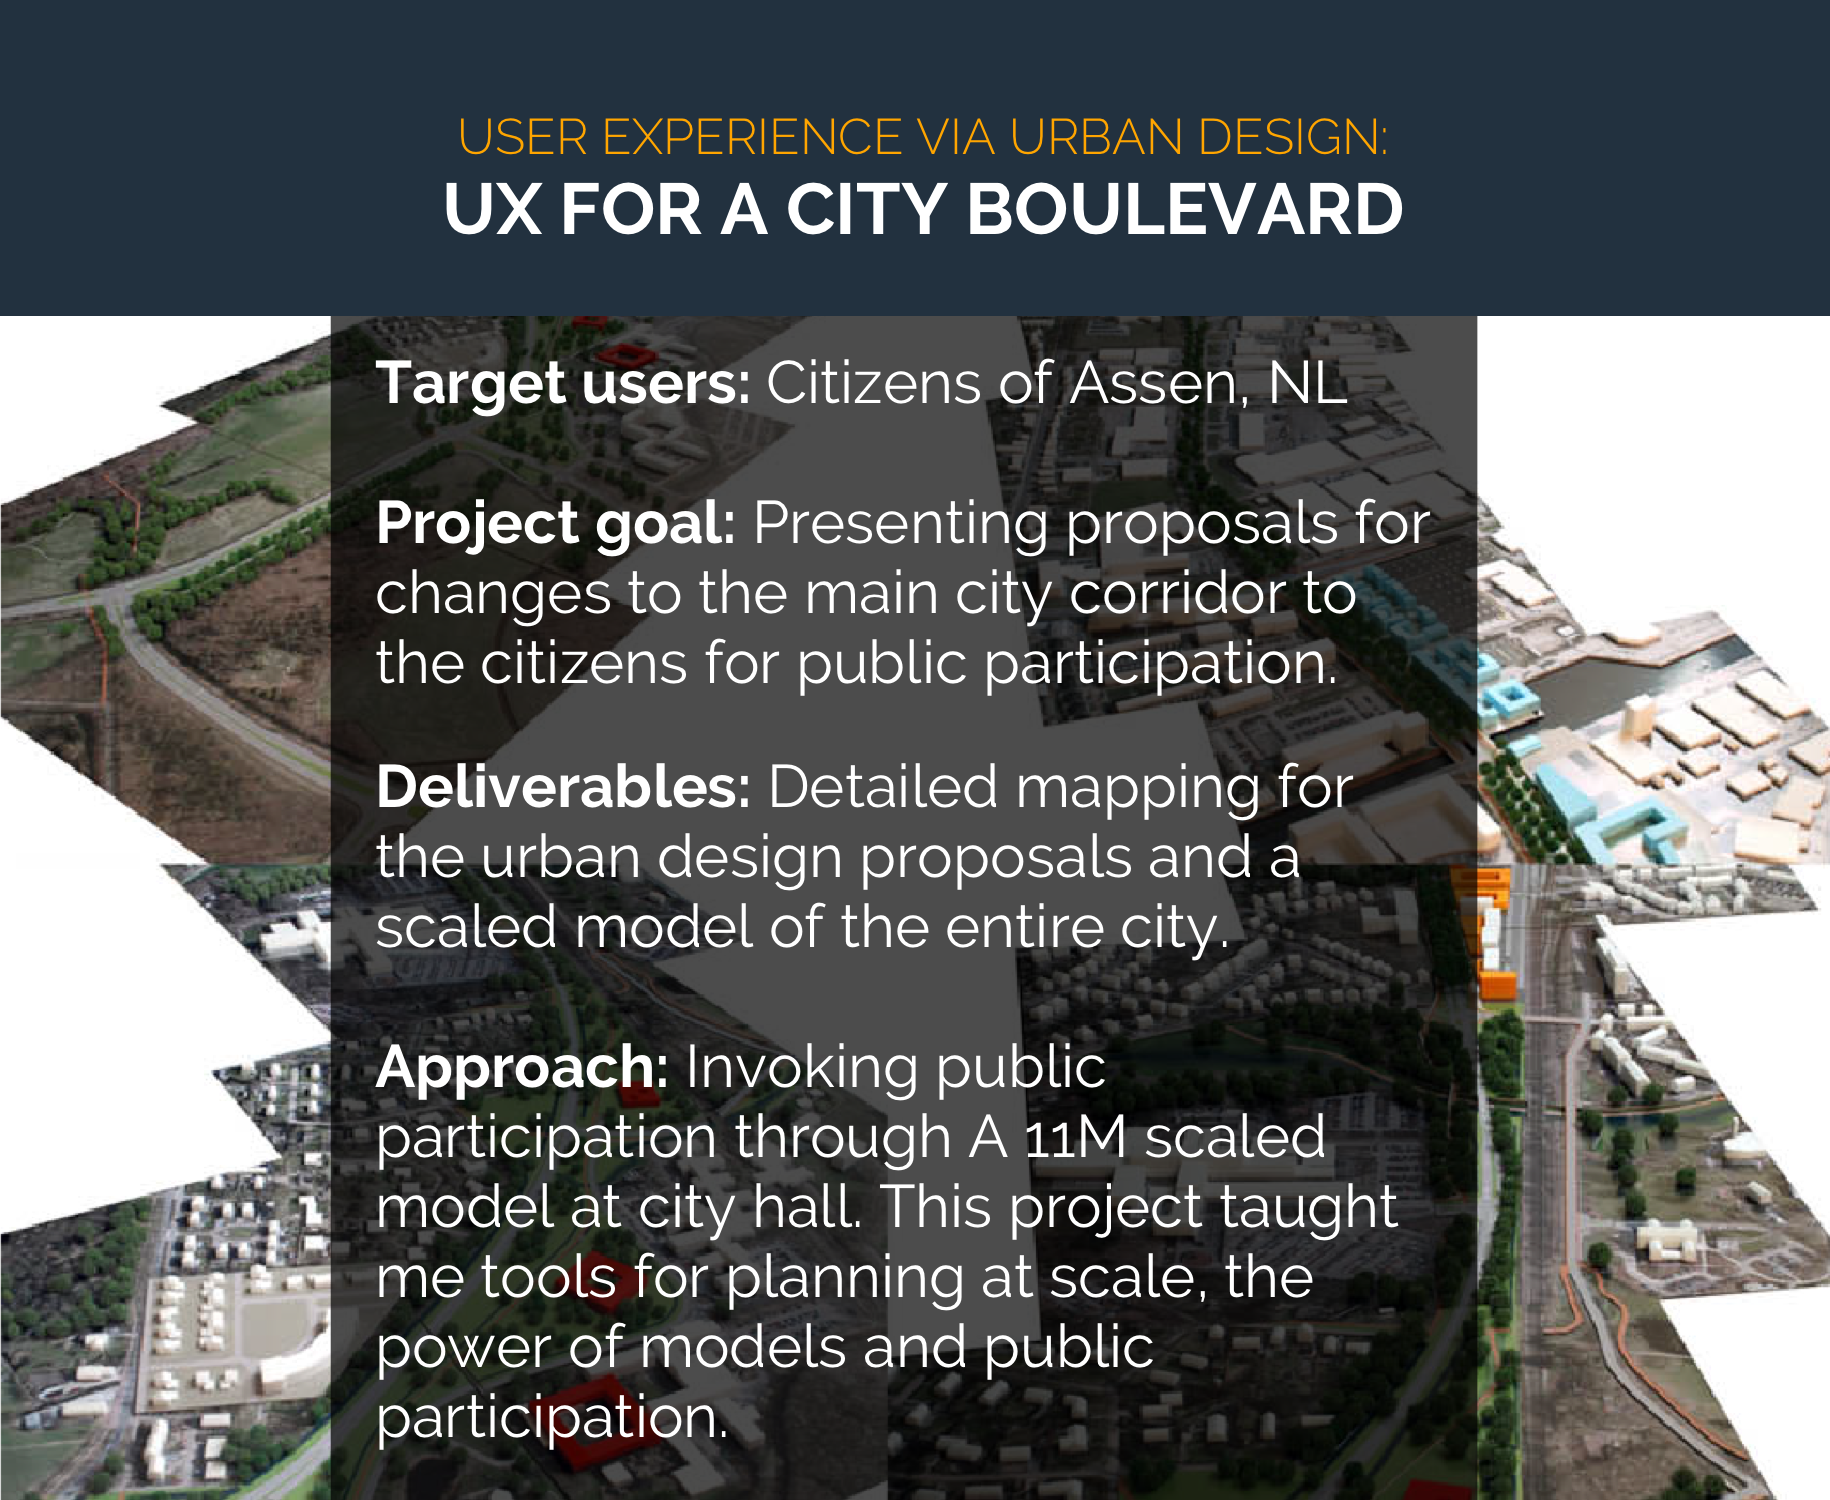 USER EXPERIENCE VIA URBAN DESIGN:
UX FOR A CITY BOULEVARD
Target users: Citizens of Assen, NL
Project goal: Presenting proposals for
changes to the main city corridor to
the citizens for public participation.
Deliverables: Detailed mapping for
the urban design proposals and a
scaled model of the entire city.
Approach: Invoking public
participation through A 11M scaled
model at city hall. This project taught
me tools for planning at scale, the
power of models and public
participation.